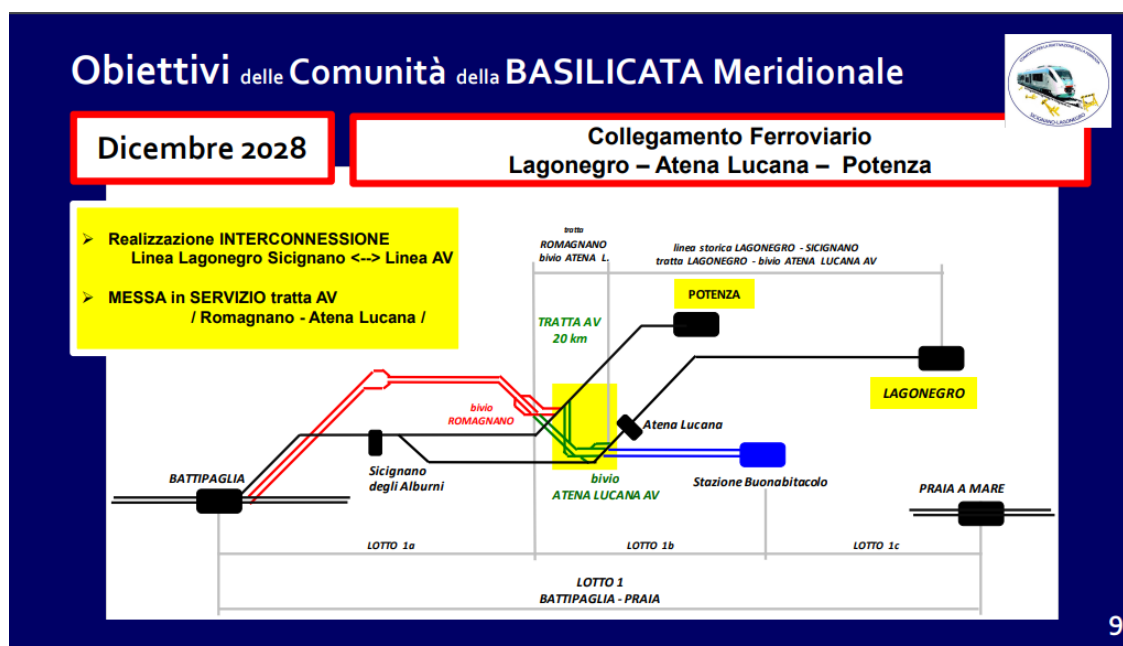 Obiettivi delle Comunità della BASILICATA Meridionale
Dicembre 2028
Collegamento Ferroviario
Lagonegro – Atena Lucana – Potenza
➢ Realizzazione INTERCONNESSIONE
Linea Lagonegro Sicignano <--> Linea AV
➢ MESSA in SERVIZIO tratta AV
/ Romagnano - Atena Lucana /
tratta
ROMAGNANO
bivio ATENA L.
linea storica LAGONEGRO - SICIGNANO
tratta LAGONEGRO - bivio ATENA LUCANA AV
POTENZA
TRATTA AV
20 km
LAGONEGRO
bivio
ROMAGNANO
Atena Lucana
BATTIPAGLIA
Sicignano
degli Alburni
bivio
ATENA LUCANA AV
Stazione Buonabitacolo
PRAIA A MARE
LOTTO 1a
LOTTO 1b
LOTTO 1c
LOTTO 1
BATTIPAGLIA - PRAIA
9
SICIGNANO-LAGONEGRO